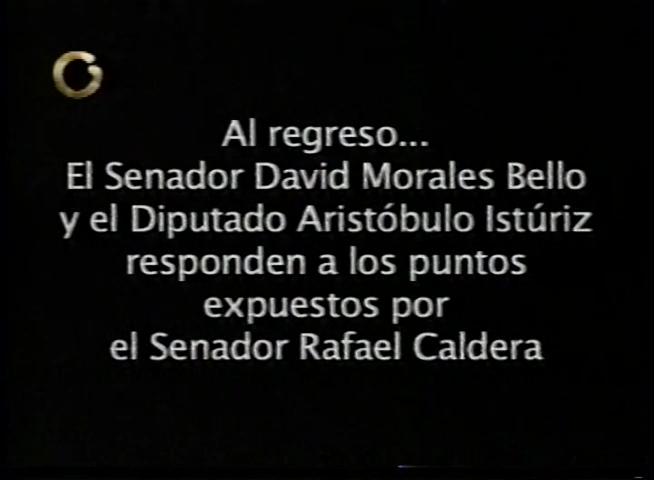 Al regreso...
El Senador David Morales Bello
y el Diputado Aristóbulo Istúriz
responden a los puntos
expuestos por
el Senador Rafael Caldera